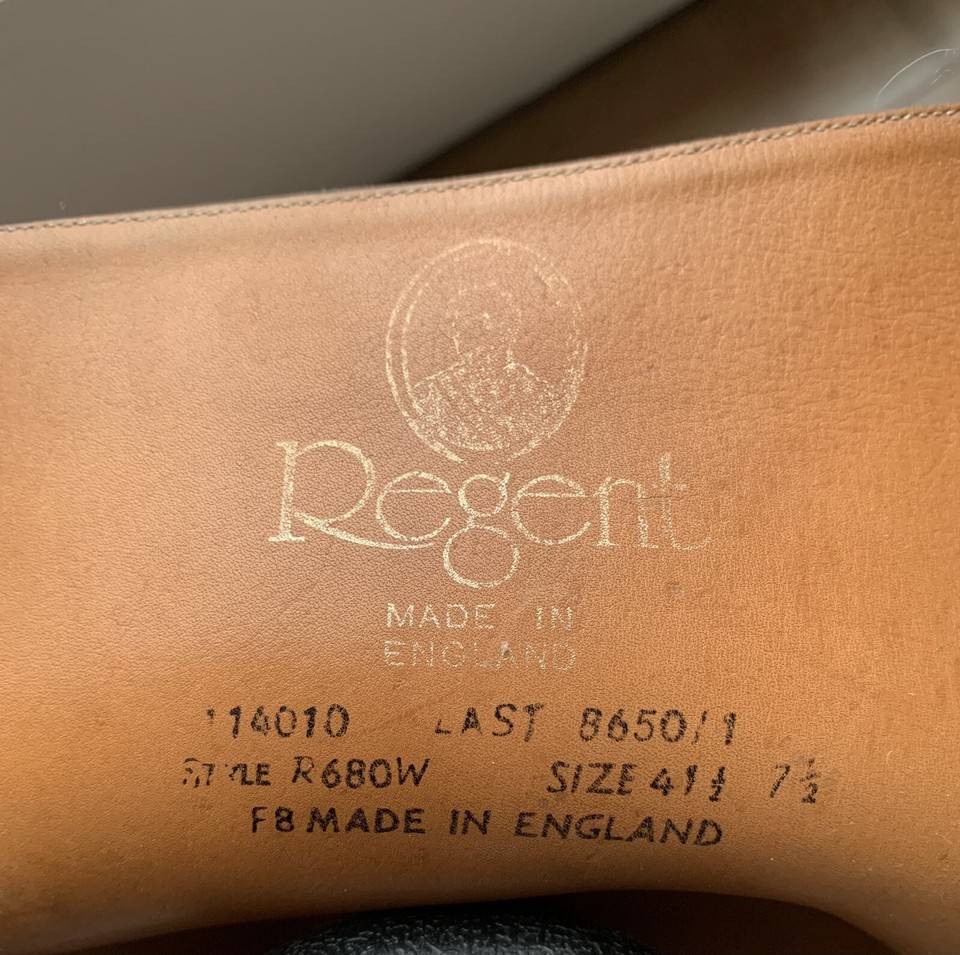 Regent
MADE IN
ENGLAND
114010 LAST 8650/1
STYLE R680W SIZE 41½ 7½
F8 MADE IN ENGLAND